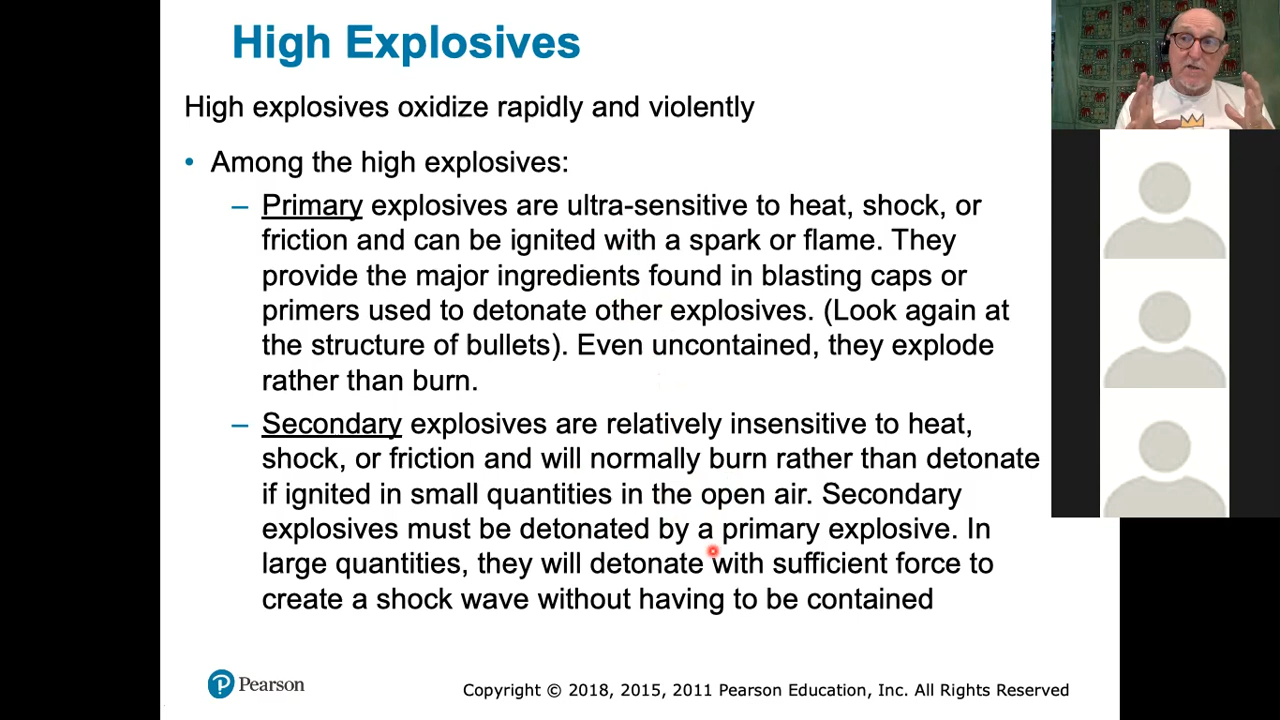 High Explosives
High explosives oxidize rapidly and violently
• Among the high explosives:
– Primary explosives are ultra-sensitive to heat, shock, or
friction and can be ignited with a spark or flame. They
provide the major ingredients found in blasting caps or
primers used to detonate other explosives. (Look again at
the structure of bullets). Even uncontained, they explode
rather than burn.
– Secondary explosives are relatively insensitive to heat,
shock, or friction and will normally burn rather than detonate
if ignited in small quantities in the open air. Secondary
explosives must be detonated by a primary explosive. In
large quantities, they will detonate with sufficient force to
create a shock wave without having to be contained
P Pearson
Copyright © 2018, 2015, 2011 Pearson Education, Inc. All Rights Reserved